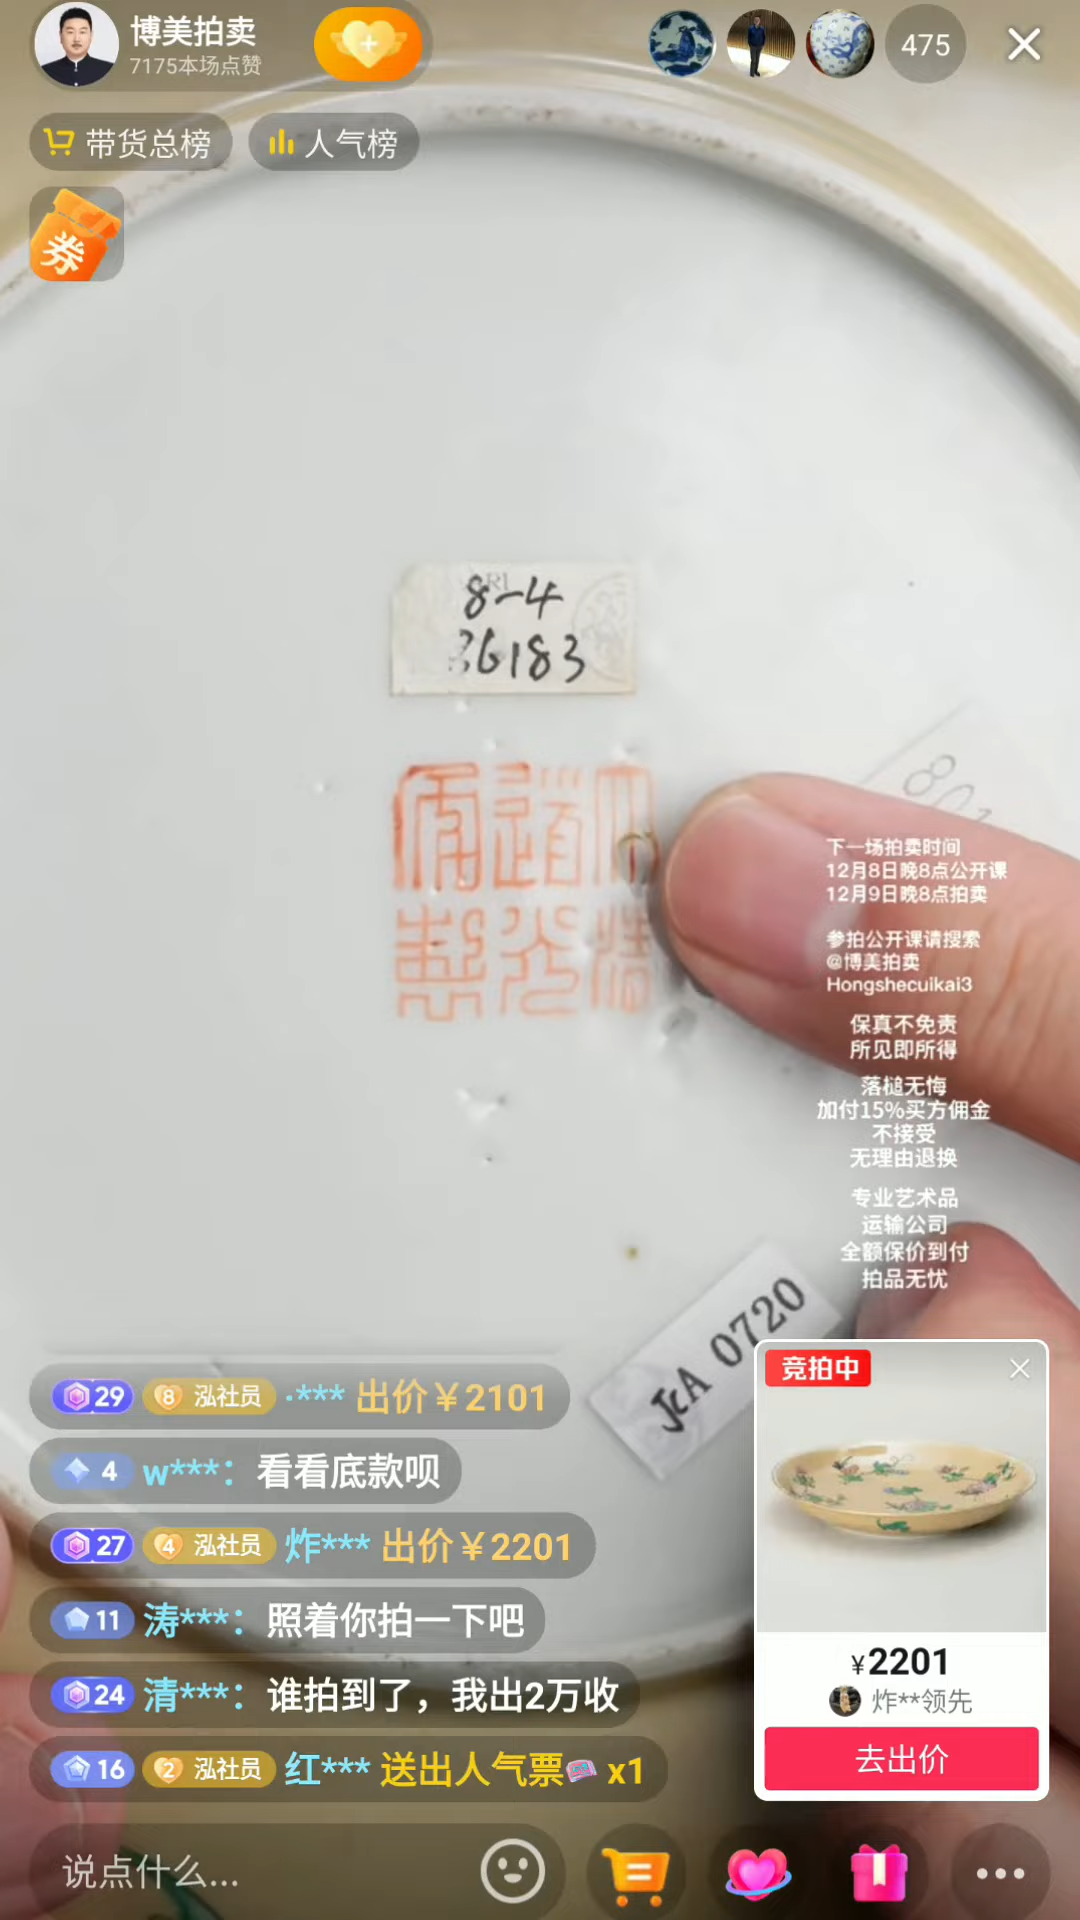 博美拍卖
7175本场点赞
475
带货总榜
人气榜
券
8-4
36183
大清
道光
年製
801
下一场拍卖时间
12月8日晚8点公开课
12月9日晚8点拍卖
参拍公开课请搜索
@博美拍卖
Hongshecuikai3
保真不免责
所见即所得
落槌无悔
加付15%买方佣金
不接受
无理由退换
专业艺术品
运输公司
全额保价到付
拍品无忧
JCA 0720
29 8 泓社员 .*** 出价¥2101
4 w***：看看底款呗
27 4 泓社员 炸*** 出价¥2201
11 涛***：照着你拍一下吧
24 清***：谁拍到了，我出2万收
16 2 泓社员 红*** 送出人气票 x1
竞拍中
¥2201
炸**领先
去出价
说点什么...